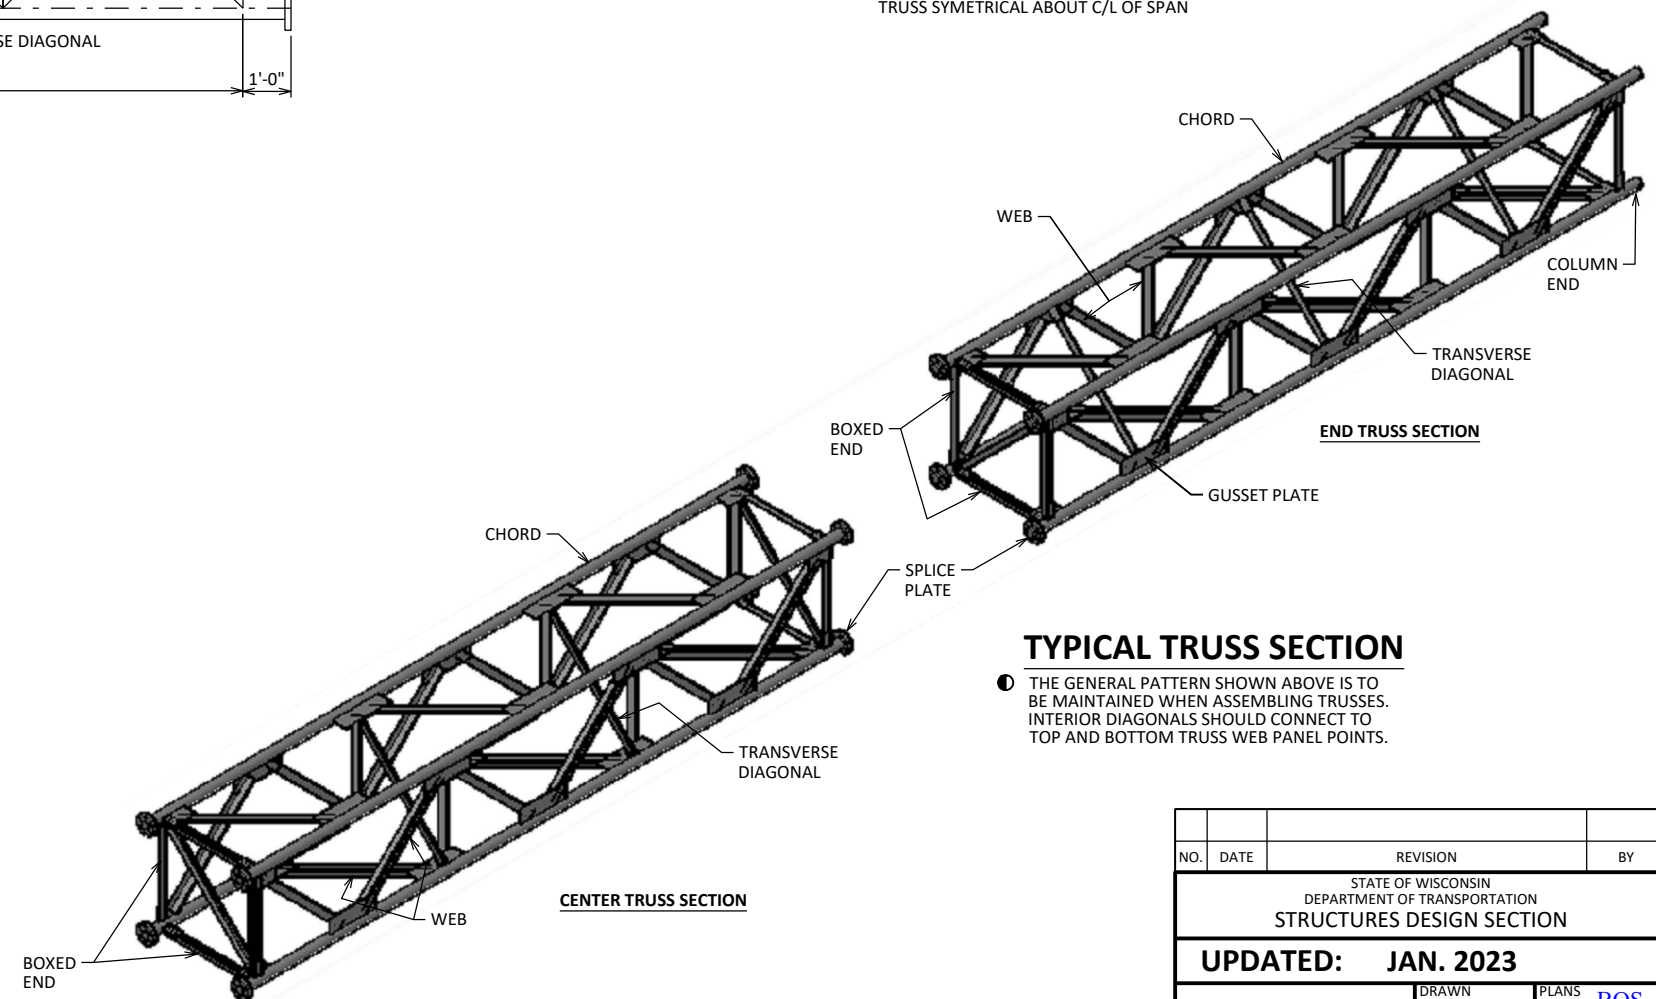 TRUSS SYMETRICAL ABOUT C/L OF SPAN
SE DIAGONAL
1'-0"
CHORD
WEB
COLUMN
END
TRANSVERSE
DIAGONAL
BOXED
END
END TRUSS SECTION
GUSSET PLATE
CHORD
SPLICE
PLATE
TYPICAL TRUSS SECTION
THE GENERAL PATTERN SHOWN ABOVE IS TO
BE MAINTAINED WHEN ASSEMBLING TRUSSES.
INTERIOR DIAGONALS SHOULD CONNECT TO
TOP AND BOTTOM TRUSS WEB PANEL POINTS.
TRANSVERSE
DIAGONAL
CENTER TRUSS SECTION
WEB
BOXED
END
NO. DATE REVISION BY
STATE OF WISCONSIN
DEPARTMENT OF TRANSPORTATION
STRUCTURES DESIGN SECTION
UPDATED: JAN. 2023
DRAWN PLANS